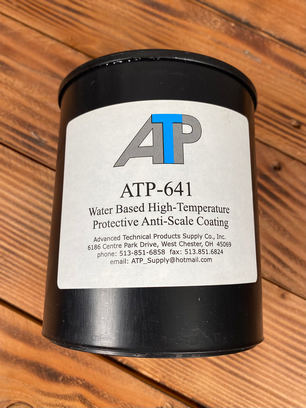 ATP
ATP-641
Water Based High-Temperature
Protective Anti-Scale Coating
Advanced Technical Products Supply Co., Inc.
6186 Centre Park Drive, West Chester, OH 45069
phone: 513-851-6858 fax: 513.851.6824
email: ATP_Supply@hotmail.com